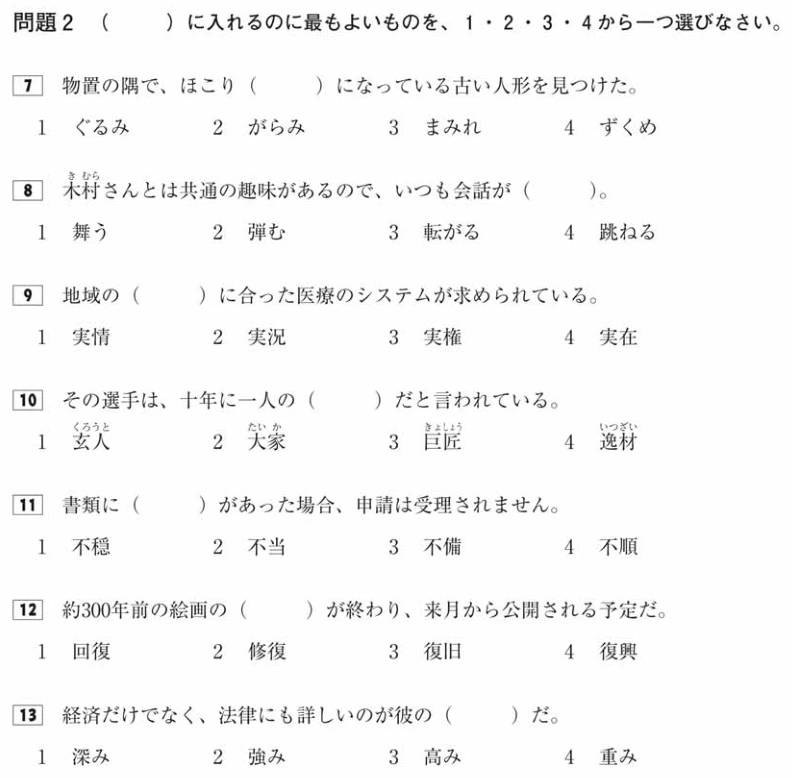 問題2 （　　）に入れるのに最もよいものを、1・2・3・4から一つ選びなさい。
7 物置の隅で、ほこり（　　）になっている古い人形を見つけた。
1 ぐるみ 2 がらみ 3 まみれ 4 ずくめ
8 木村さんとは共通の趣味があるので、いつも会話が（　　）。
きむら
1 舞う 2 弾む 3 転がる 4 跳ねる
9 地域の（　　）に合った医療のシステムが求められている。
1 実情 2 実況 3 実権 4 実在
10 その選手は、十年に一人の（　　）だと言われている。
くろうと たいか きょしょう いつざい
1 玄人 2 大家 3 巨匠 4 逸材
11 書類に（　　）があった場合、申請は受理されません。
1 不穏 2 不当 3 不備 4 不順
12 約300年前の絵画の（　　）が終わり、来月から公開される予定だ。
1 回復 2 修復 3 復旧 4 復興
13 経済だけでなく、法律にも詳しいのが彼の（　　）だ。
1 深み 2 強み 3 高み 4 重み